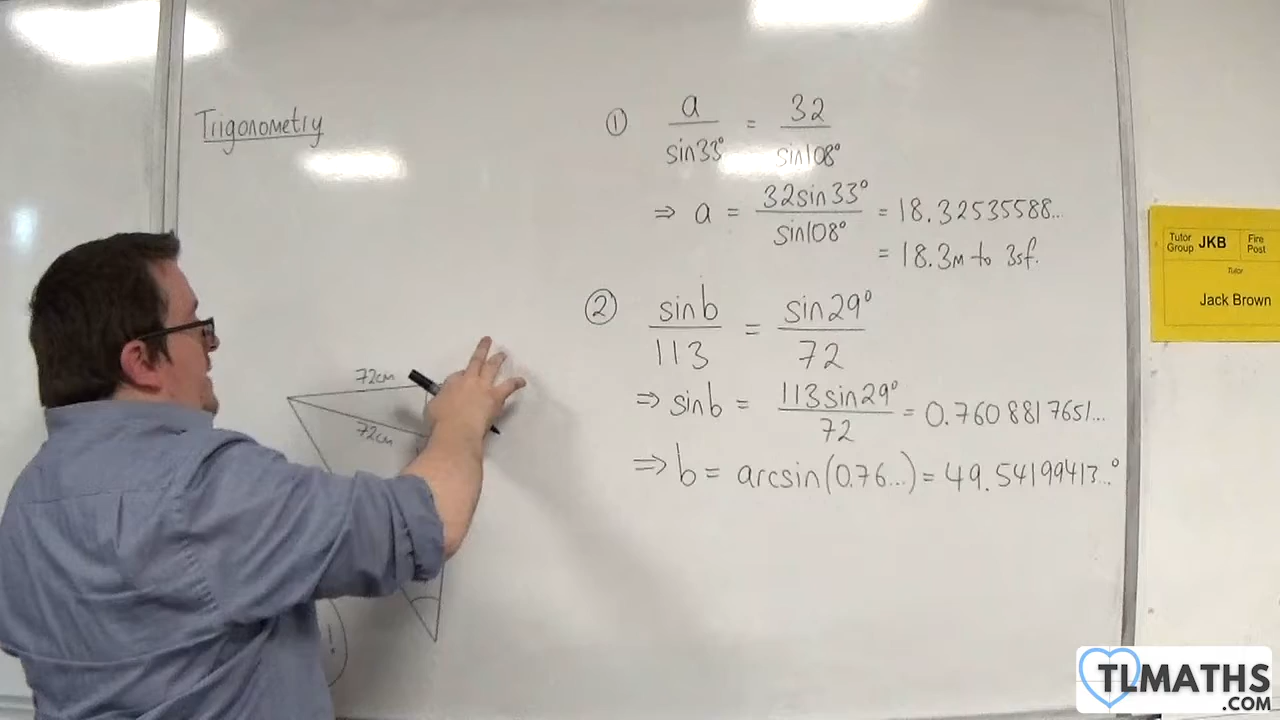 Trigonometry
① a/sin33° = 32/sin108°
⇒ a = 32sin33°/sin108° = 18.32535588...
= 18.3m to 3sf.
② sinb/113 = sin29°/72
⇒ sinb = 113sin29°/72 = 0.7608817651...
⇒ b = arcsin(0.76...) = 49.54199413...°
72cm
72cm
!
Tutor Group JKB Fire Post
Tutor
Jack Brown
TLMATHS
.COM